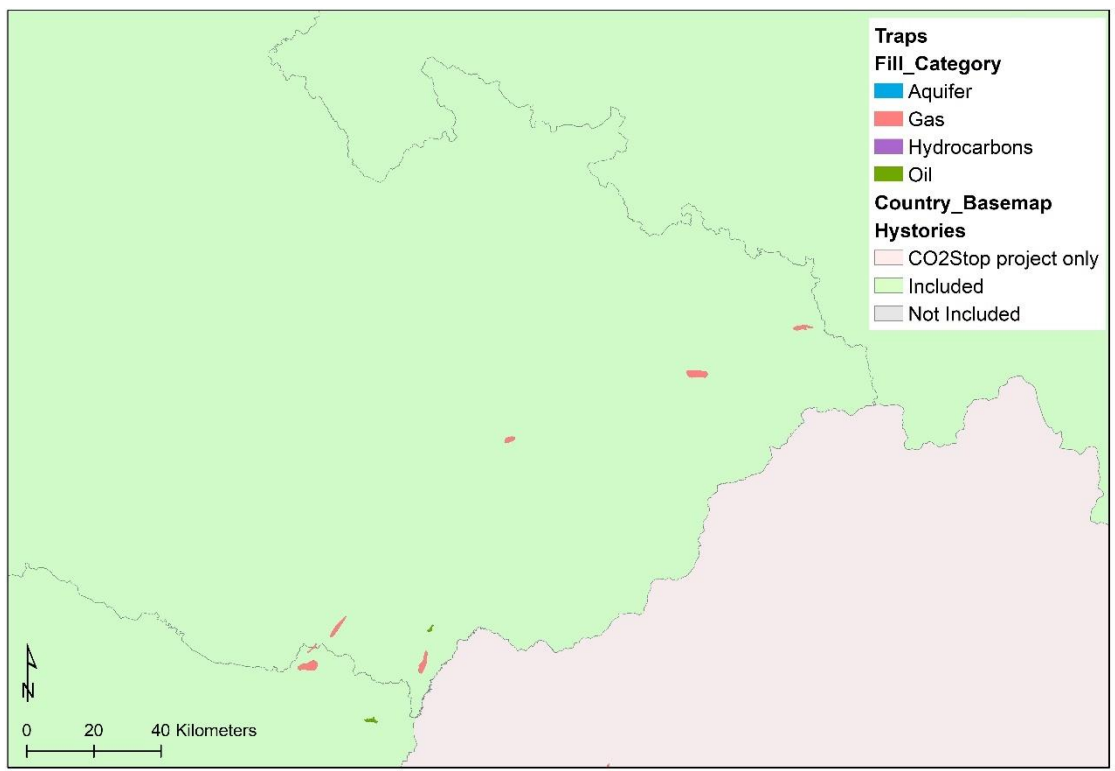 Traps
Fill_Category
Aquifer
Gas
Hydrocarbons
Oil
Country_Basemap
Hystories
CO2Stop project only
Included
Not Included
N
0 20 40 Kilometers